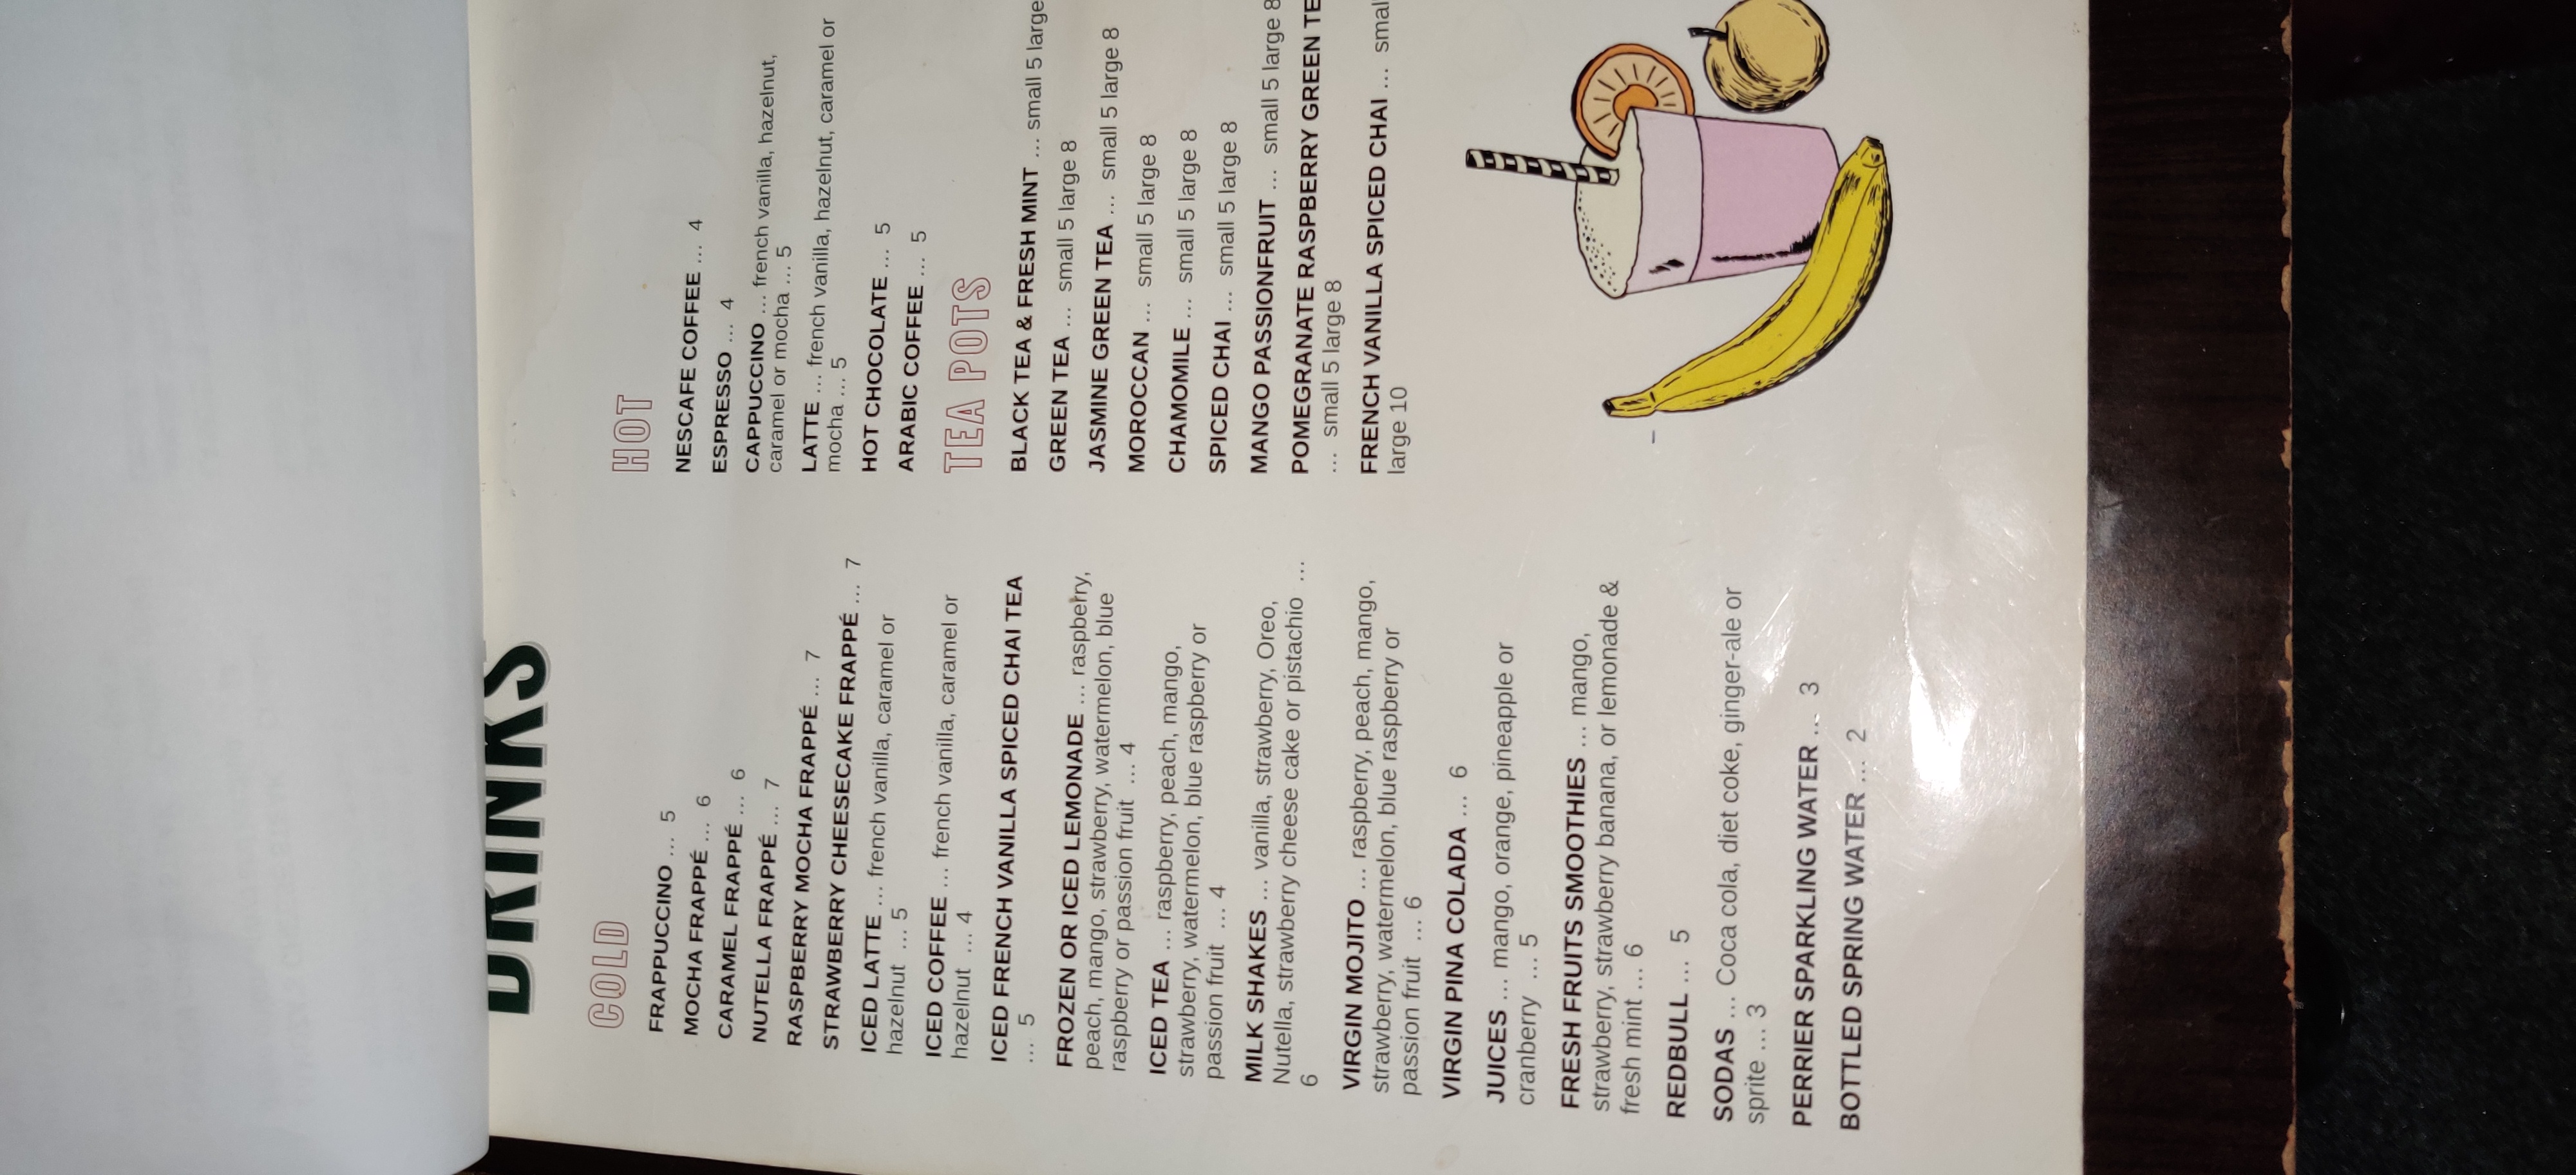 DRINKS
COLD
FRAPPUCCINO ... 5
MOCHA FRAPPÉ ... 6
CARAMEL FRAPPÉ ... 6
NUTELLA FRAPPÉ ... 7
RASPBERRY MOCHA FRAPPÉ ... 7
STRAWBERRY CHEESECAKE FRAPPÉ ... 7
ICED LATTE ... french vanilla, caramel or
hazelnut ... 5
ICED COFFEE ... french vanilla, caramel or
hazelnut ... 4
ICED FRENCH VANILLA SPICED CHAI TEA
... 5
FROZEN OR ICED LEMONADE ... raspberry,
peach, mango, strawberry, watermelon, blue
raspberry or passion fruit ... 4
ICED TEA ... raspberry, peach, mango,
strawberry, watermelon, blue raspberry or
passion fruit ... 4
MILK SHAKES ... vanilla, strawberry, Oreo,
Nutella, strawberry cheese cake or pistachio ...
6
VIRGIN MOJITO ... raspberry, peach, mango,
strawberry, watermelon, blue raspberry or
passion fruit ... 6
VIRGIN PINA COLADA ... 6
JUICES ... mango, orange, pineapple or
cranberry ... 5
FRESH FRUITS SMOOTHIES ... mango,
strawberry, strawberry banana, or lemonade &
fresh mint ... 6
REDBULL ... 5
SODAS ... Coca cola, diet coke, ginger-ale or
sprite ... 3
PERRIER SPARKLING WATER ... 3
BOTTLED SPRING WATER ... 2
HOT
NESCAFE COFFEE ... 4
ESPRESSO ... 4
CAPPUCCINO ... french vanilla, hazelnut,
caramel or mocha ... 5
LATTE ... french vanilla, hazelnut, caramel or
mocha ... 5
HOT CHOCOLATE ... 5
ARABIC COFFEE ... 5
TEA POTS
BLACK TEA & FRESH MINT ... small 5 large
GREEN TEA ... small 5 large 8
JASMINE GREEN TEA ... small 5 large 8
MOROCCAN ... small 5 large 8
CHAMOMILE ... small 5 large 8
SPICED CHAI ... small 5 large 8
MANGO PASSIONFRUIT ... small 5 large 8
POMEGRANATE RASPBERRY GREEN TE
... small 5 large 8
FRENCH VANILLA SPICED CHAI ... smal
large 10